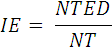 IE = NTED / NT